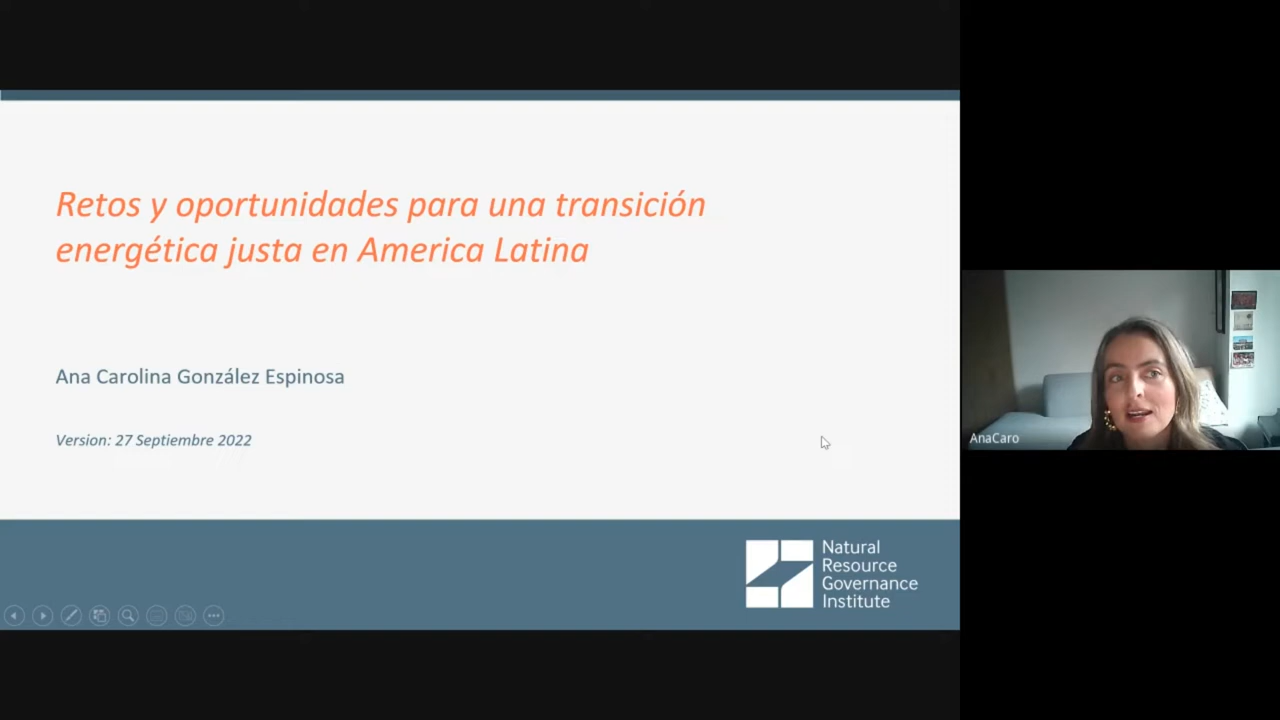 Retos y oportunidades para una transición
energética justa en America Latina
Ana Carolina González Espinosa
Version: 27 Septiembre 2022
Natural
Resource
Governance
Institute
AnaCaro